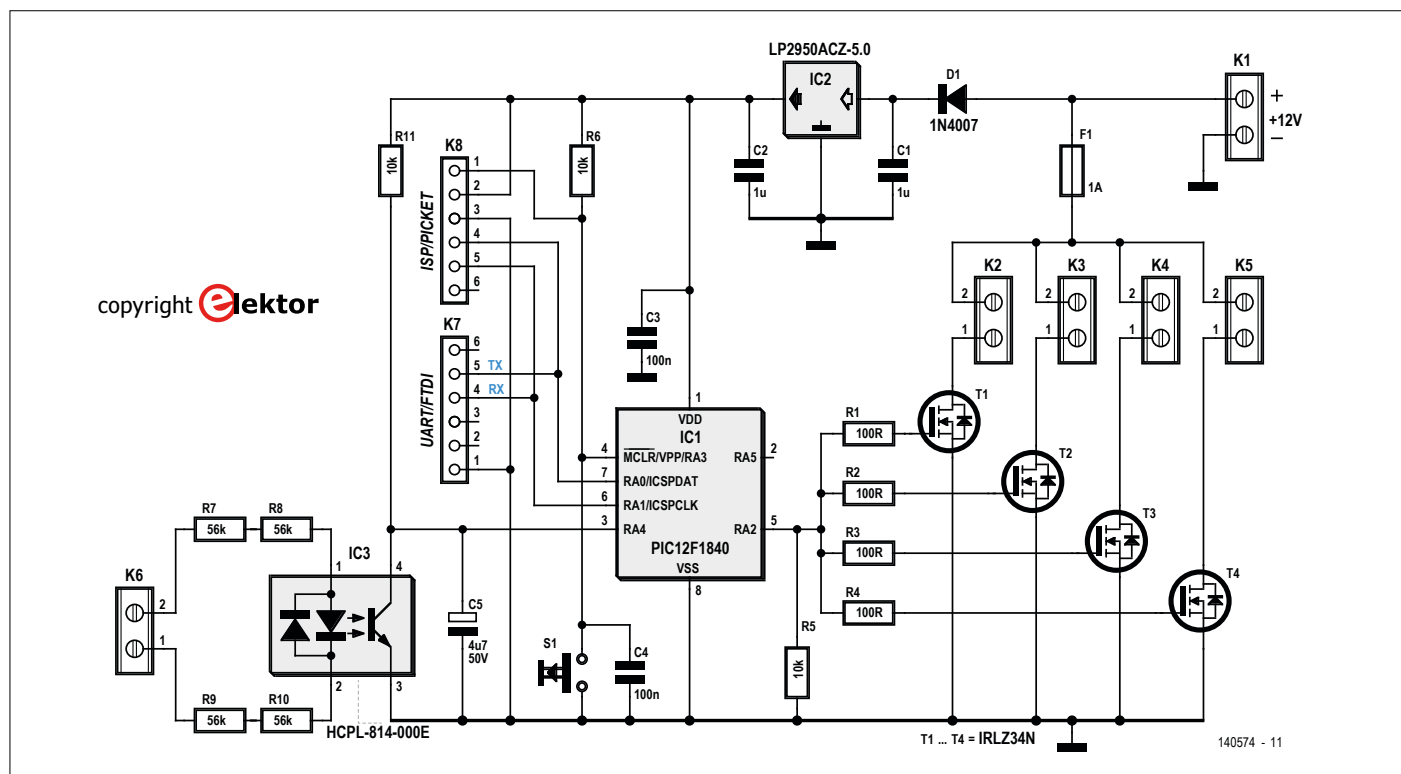 LP2950ACZ-5.0
IC2
D1
1N4007
K1
+
+12V
–
R11
10k
K8
1
2
3
4
5
6
ISP/PICKET
R6
10k
C2
1u
C1
1u
F1
1A
copyright elektor
K7
6
5
4
3
2
1
TX
RX
UART/FTDI
C3
100n
K2
2
1
K3
2
1
K4
2
1
K5
2
1
1
VDD
IC1
4
MCLR/VPP/RA3
RA5
2
7
RA0/ICSPDAT
6
RA1/ICSPCLK
3
RA4
RA2
5
PIC12F1840
VSS
8
R1
100R
R2
100R
R3
100R
R4
100R
T1
T2
T3
T4
R5
10k
R7
56k
R8
56k
K6
2
1
R9
56k
R10
56k
IC3
1
4
2
3
HCPL-814-000E
C5
4u7
50V
S1
C4
100n
T1 ... T4 = IRLZ34N
140574 - 11